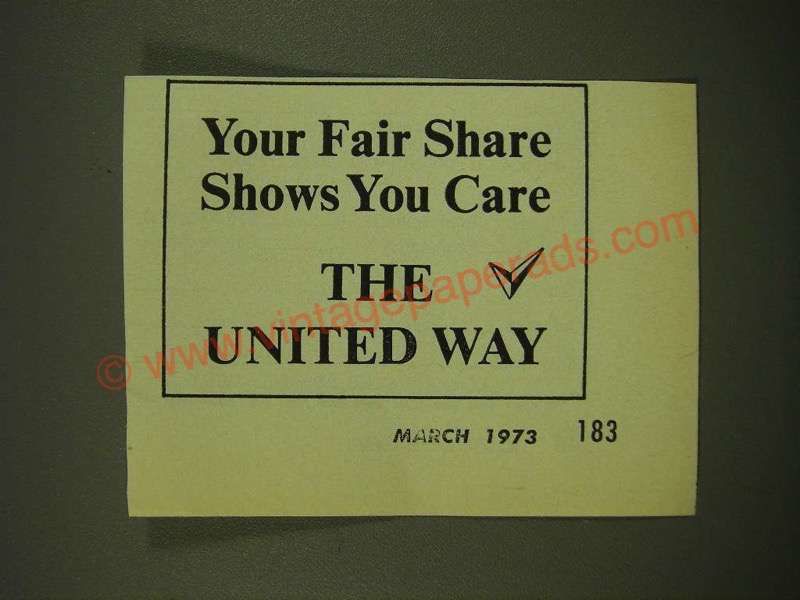 Your Fair Share
Shows You Care
THE
UNITED WAY
© www.vintagepaperads.com
MARCH 1973 183